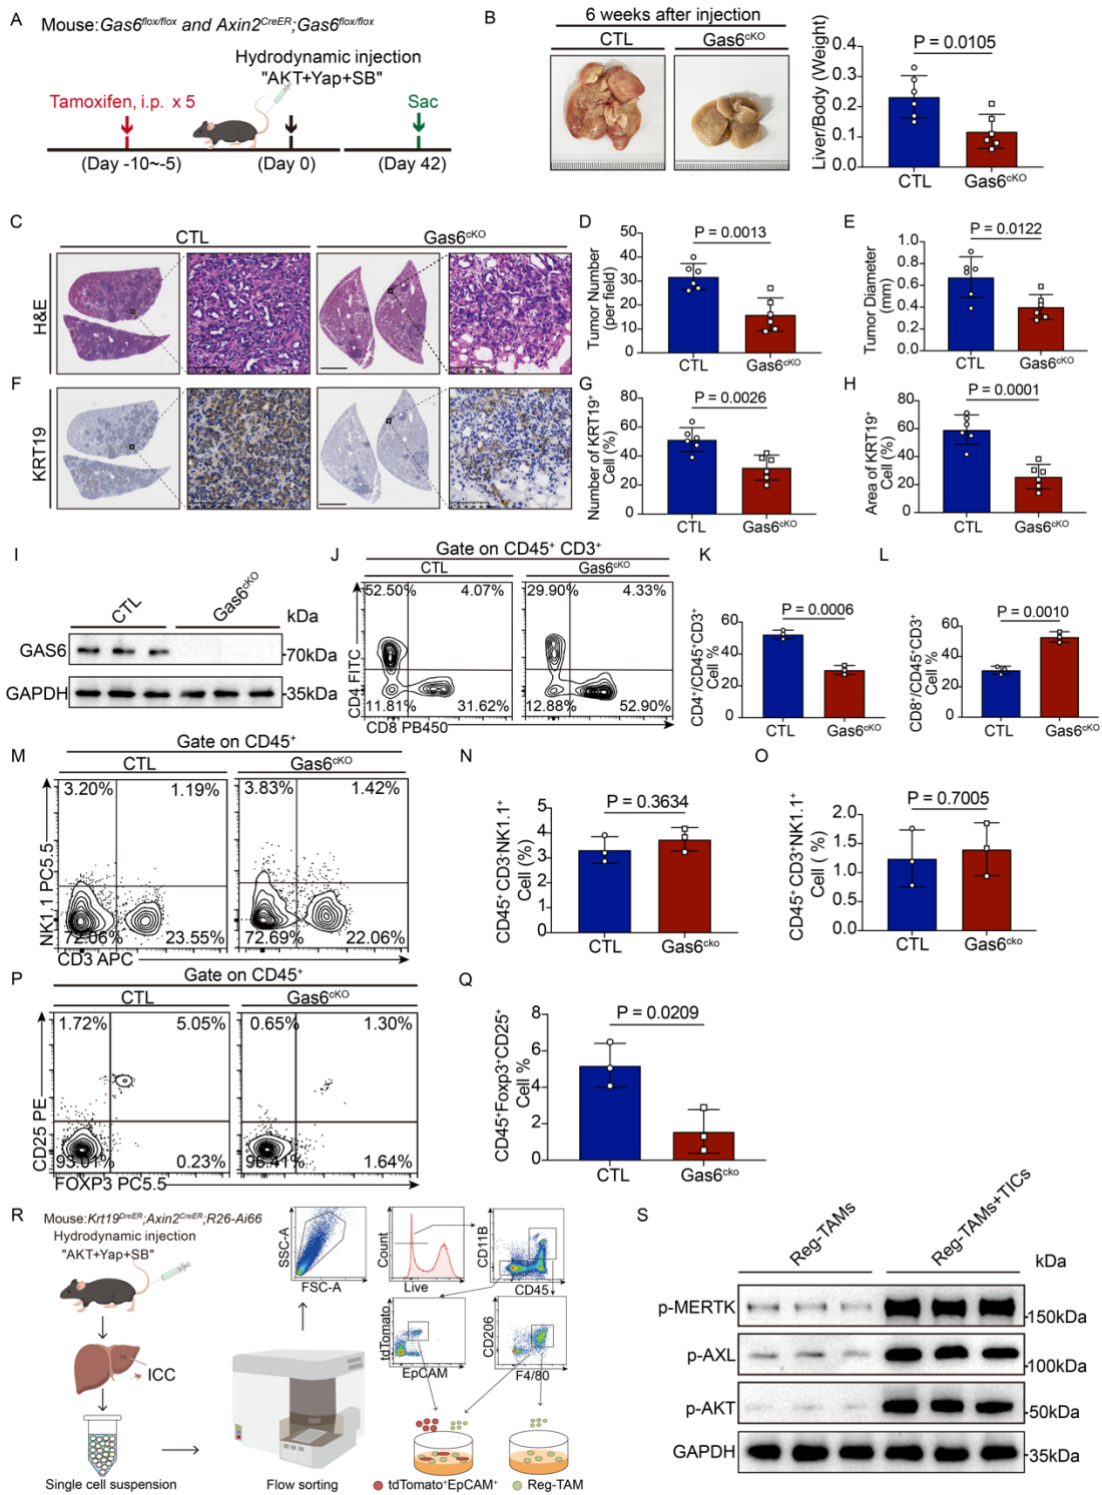 A
Mouse:Gas6flox/flox and Axin2CreER;Gas6flox/flox
Hydrodynamic injection
"AKT+Yap+SB"
Tamoxifen, i.p. x 5
Sac
(Day -10~-5)
(Day 0)
(Day 42)
B
6 weeks after injection
CTL
Gas6cKO
Liver/Body (Weight)
0.4
0.3
0.2
0.1
0.0
P = 0.0105
CTL
Gas6cKO
C
CTL
Gas6cKO
H&E
D
Tumor Number
(per field)
50
40
30
20
10
0
P = 0.0013
CTL
Gas6cKO
E
Tumor Diameter
(mm)
1.0
0.8
0.6
0.4
0.2
0.0
P = 0.0122
CTL
Gas6cKO
F
KRT19
G
Number of KRT19+
Cell (%)
80
60
40
20
0
P = 0.0026
CTL
Gas6cKO
H
Area of KRT19+
Cell (%)
80
60
40
20
0
P = 0.0001
CTL
Gas6cKO
I
CTL
Gas6cKO
kDa
GAS6
70kDa
GAPDH
35kDa
J
Gate on CD45+ CD3+
CTL
Gas6cKO
52.50%
4.07%
11.81%
31.62%
29.90%
4.33%
12.88%
52.90%
CD4 FITC
CD8 PB450
K
CD4+/CD45+CD3+
Cell %
60
40
20
0
P = 0.0006
CTL
Gas6cKO
L
CD8+/CD45+CD3+
Cell %
60
40
20
0
P = 0.0010
CTL
Gas6cKO
M
Gate on CD45+
CTL
Gas6cKO
3.20%
1.19%
72.06%
23.55%
3.83%
1.42%
72.69%
22.06%
NK1.1 PC5.5
CD3 APC
N
CD45+ CD3-NK1.1+
Cell (%)
5
4
3
2
1
0
P = 0.3634
CTL
Gas6cko
O
CD45+ CD3+NK1.1+
Cell ( %)
2.0
1.5
1.0
0.5
0.0
P = 0.7005
CTL
Gas6cko
P
Gate on CD45+
CTL
Gas6cKO
1.72%
5.05%
93.01%
0.23%
0.65%
1.30%
96.41%
1.64%
CD25 PE
FOXP3 PC5.5
Q
CD45+Foxp3+CD25+
Cell %
8
6
4
2
0
P = 0.0209
CTL
Gas6cko
R
Mouse:Krt19DreER;Axin2CreER;R26-Ai66
Hydrodynamic injection
"AKT+Yap+SB"
ICC
Single cell suspension
Flow sorting
SSC-A
FSC-A
Count
Live
CD11B
CD45
tdTomato
EpCAM
CD206
F4/80
tdTomato+EpCAM+
Reg-TAM
S
Reg-TAMs
Reg-TAMs+TICs
kDa
p-MERTK
150kDa
p-AXL
100kDa
p-AKT
50kDa
GAPDH
35kDa